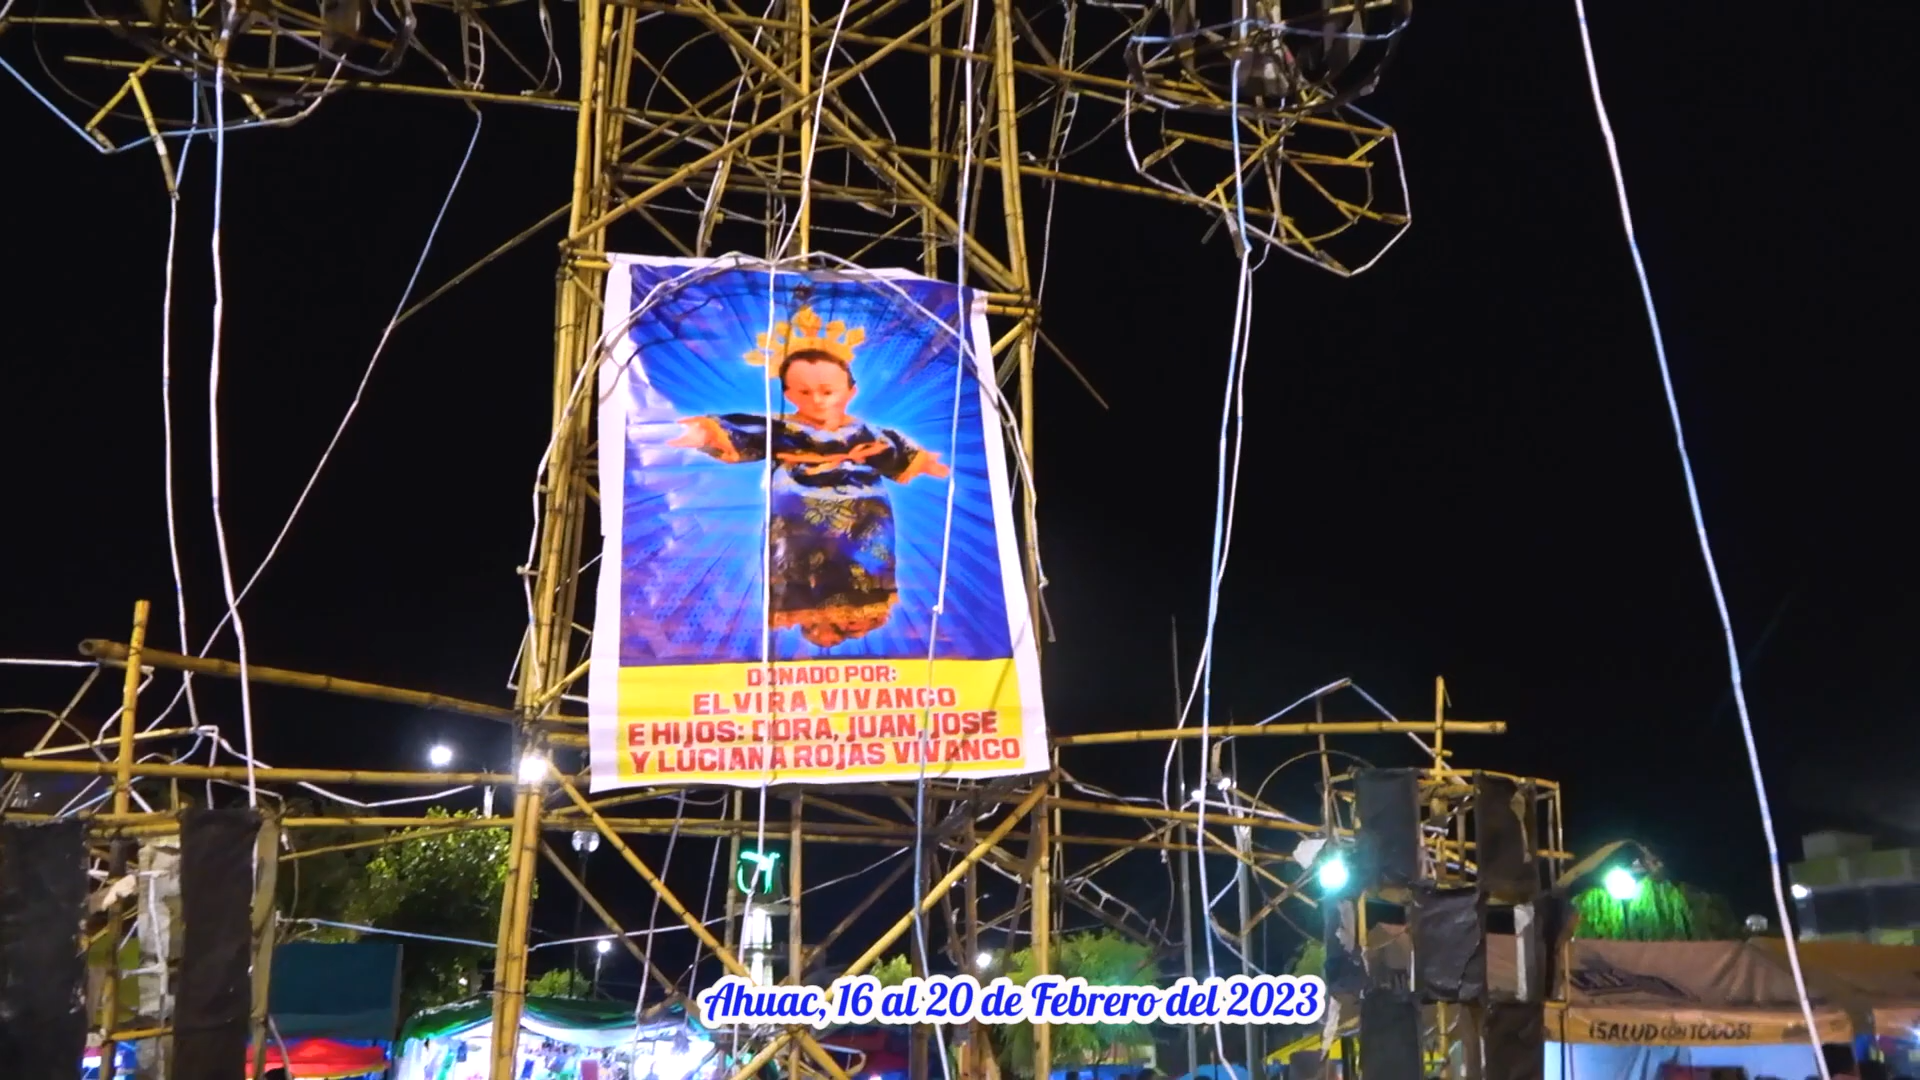 DONADO POR:
ELVIRA VIVANCO
E HIJOS: DORA, JUAN, JOSE
Y LUCIANA ROJAS VIVANCO
Ahuac, 16 al 20 de Febrero del 2023
¡SALUD CON TODOS!